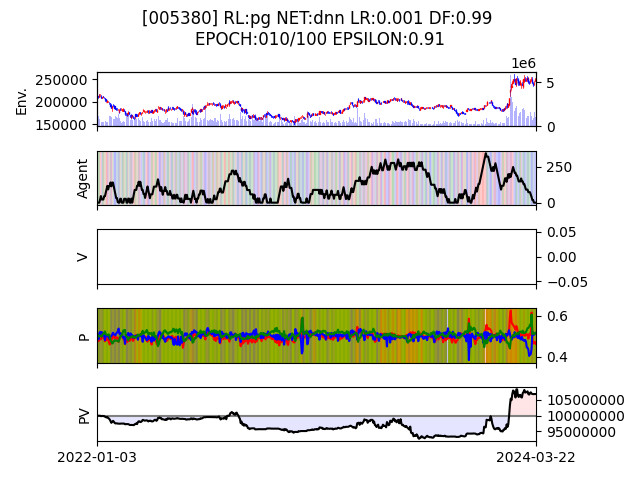 [005380] RL:pg NET:dnn LR:0.001 DF:0.99
EPOCH:010/100 EPSILON:0.91
1e6
Env.
250000
200000
150000
5
0
Agent
250
0
V
0.05
0.00
−0.05
P
0.6
0.4
PV
105000000
100000000
95000000
2022-01-03
2024-03-22